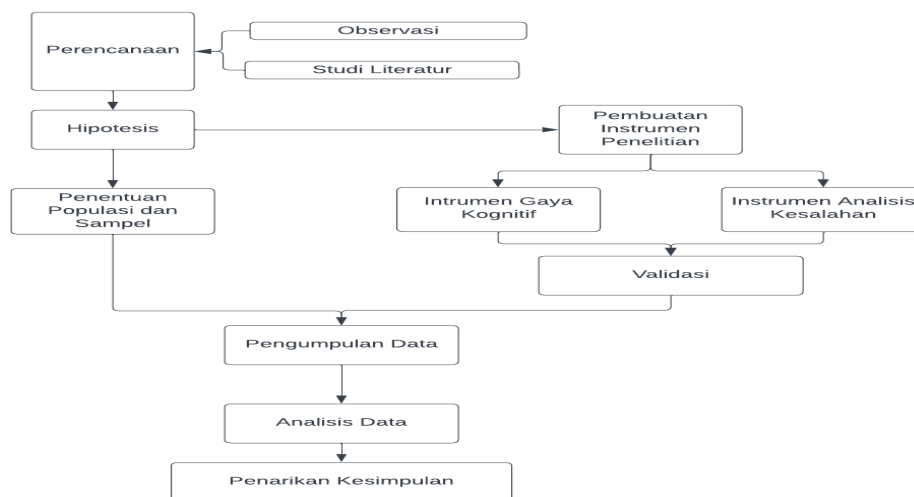 Perencanaan
Observasi
Studi Literatur
Hipotesis
Pembuatan
Instrumen
Penelitian
Penentuan
Populasi dan
Sampel
Intrumen Gaya
Kognitif
Instrumen Analisis
Kesalahan
Validasi
Pengumpulan Data
Analisis Data
Penarikan Kesimpulan